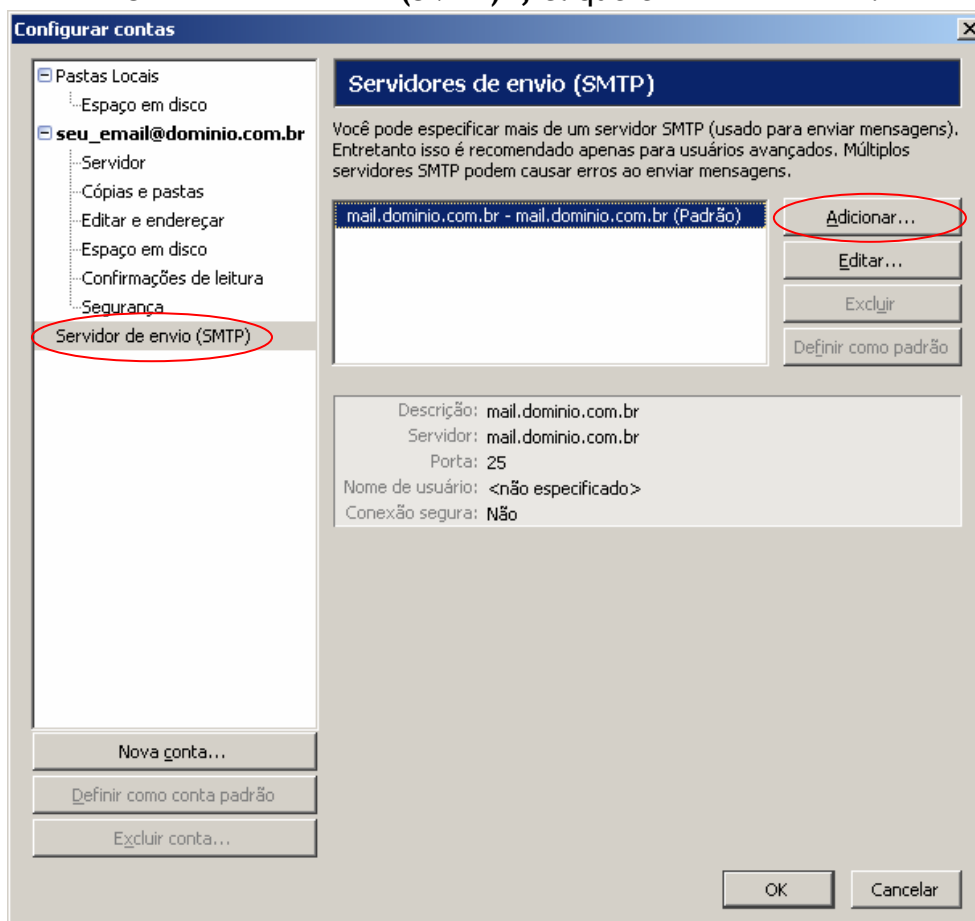 Configurar contas
Pastas Locais
Espaço em disco
seu_email@dominio.com.br
Servidor
Cópias e pastas
Editar e endereçar
Espaço em disco
Confirmações de leitura
Segurança
Servidor de envio (SMTP)
Nova conta...
Definir como conta padrão
Excluir conta...
Servidores de envio (SMTP)
Você pode especificar mais de um servidor SMTP (usado para enviar mensagens).
Entretanto isso é recomendado apenas para usuários avançados. Múltiplos
servidores SMTP podem causar erros ao enviar mensagens.
mail.dominio.com.br - mail.dominio.com.br (Padrão)
Adicionar...
Editar...
Excluir
Definir como padrão
Descrição: mail.dominio.com.br
Servidor: mail.dominio.com.br
Porta: 25
Nome de usuário: <não especificado>
Conexão segura: Não
OK
Cancelar